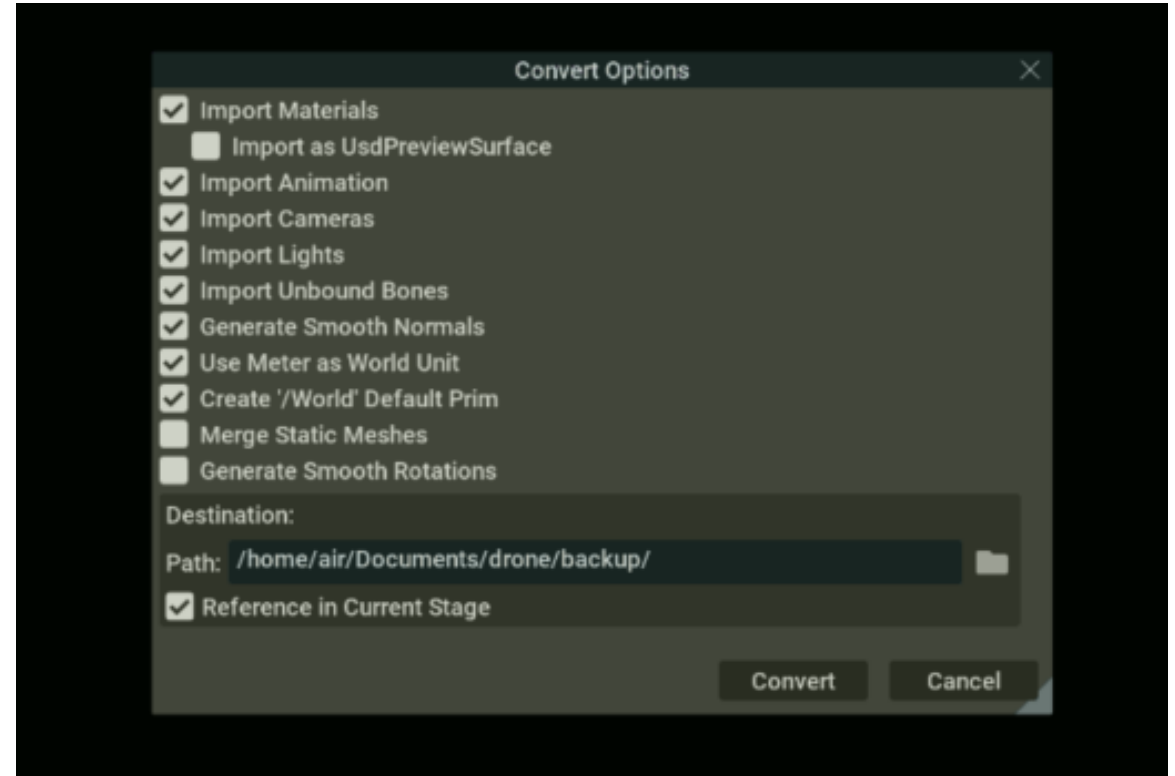 Convert Options
Import Materials
Import as UsdPreviewSurface
Import Animation
Import Cameras
Import Lights
Import Unbound Bones
Generate Smooth Normals
Use Meter as World Unit
Create '/World' Default Prim
Merge Static Meshes
Generate Smooth Rotations
Destination:
Path: /home/air/Documents/drone/backup/
Reference in Current Stage
Convert Cancel